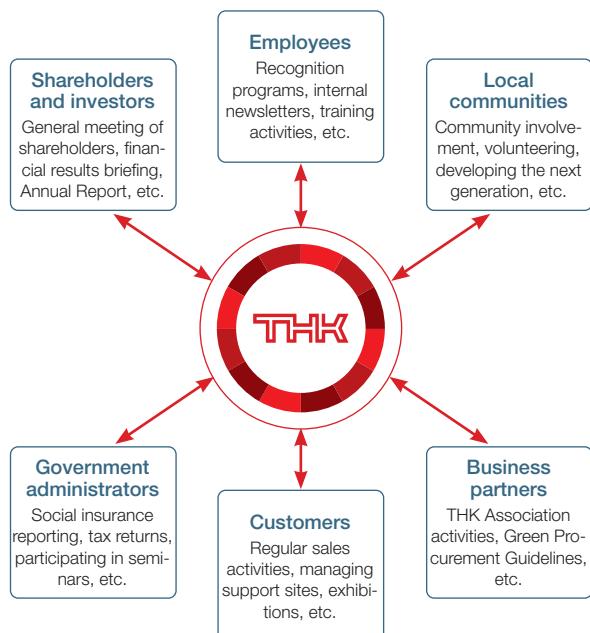 Employees
Recognition
programs, internal
newsletters, training
activities, etc.
Shareholders
and investors
General meeting of
shareholders, finan-
cial results briefing,
Annual Report, etc.
Local
communities
Community involve-
ment, volunteering,
developing the next
generation, etc.
THK
Government
administrators
Social insurance
reporting, tax returns,
participating in semi-
nars, etc.
Customers
Regular sales
activities, managing
support sites, exhibi-
tions, etc.
Business
partners
THK Association
activities, Green Pro-
curement Guidelines,
etc.